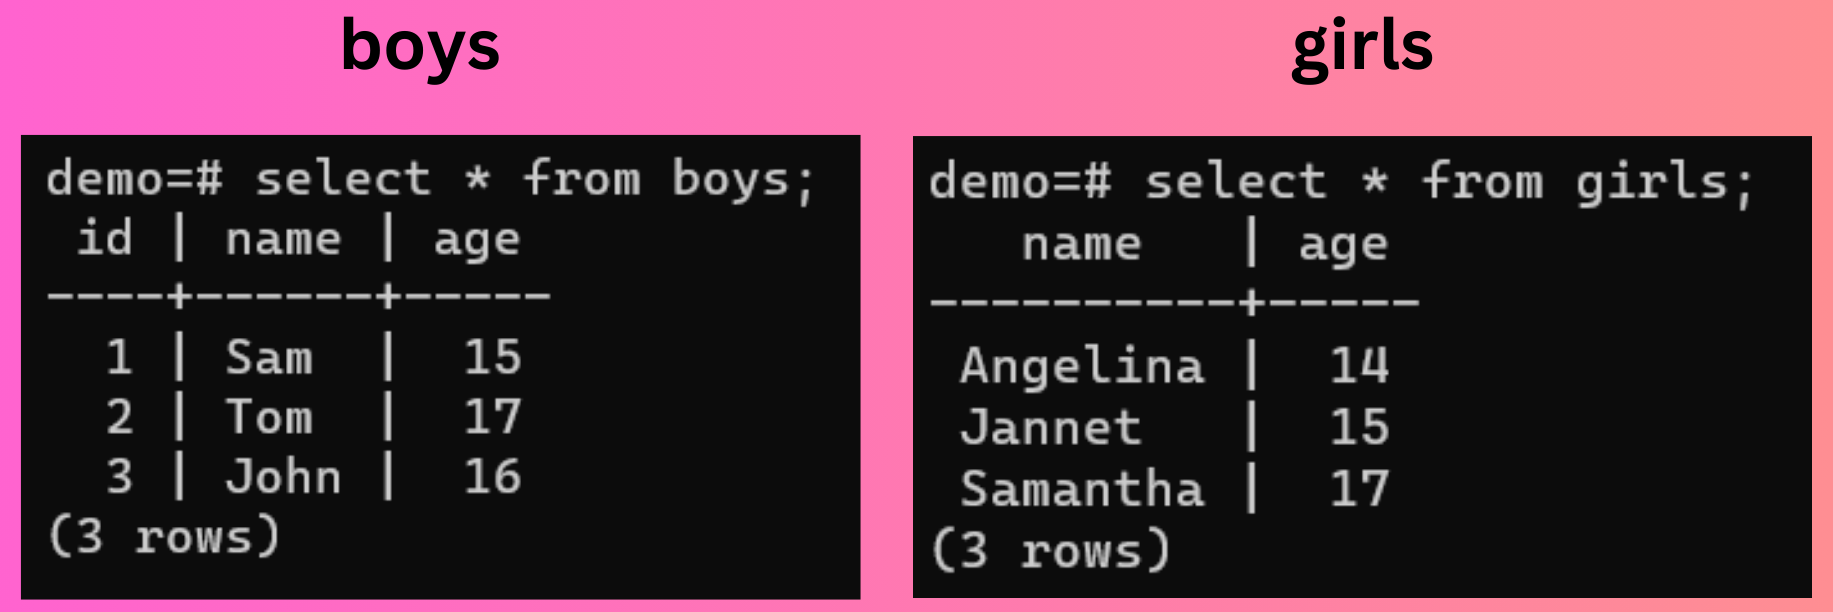 boys
demo=# select * from boys;
 id | name | age
----+------+-----
  1 | Sam  |  15
  2 | Tom  |  17
  3 | John |  16
(3 rows)
girls
demo=# select * from girls;
   name   | age
----------+-----
 Angelina |  14
 Jannet   |  15
 Samantha |  17
(3 rows)